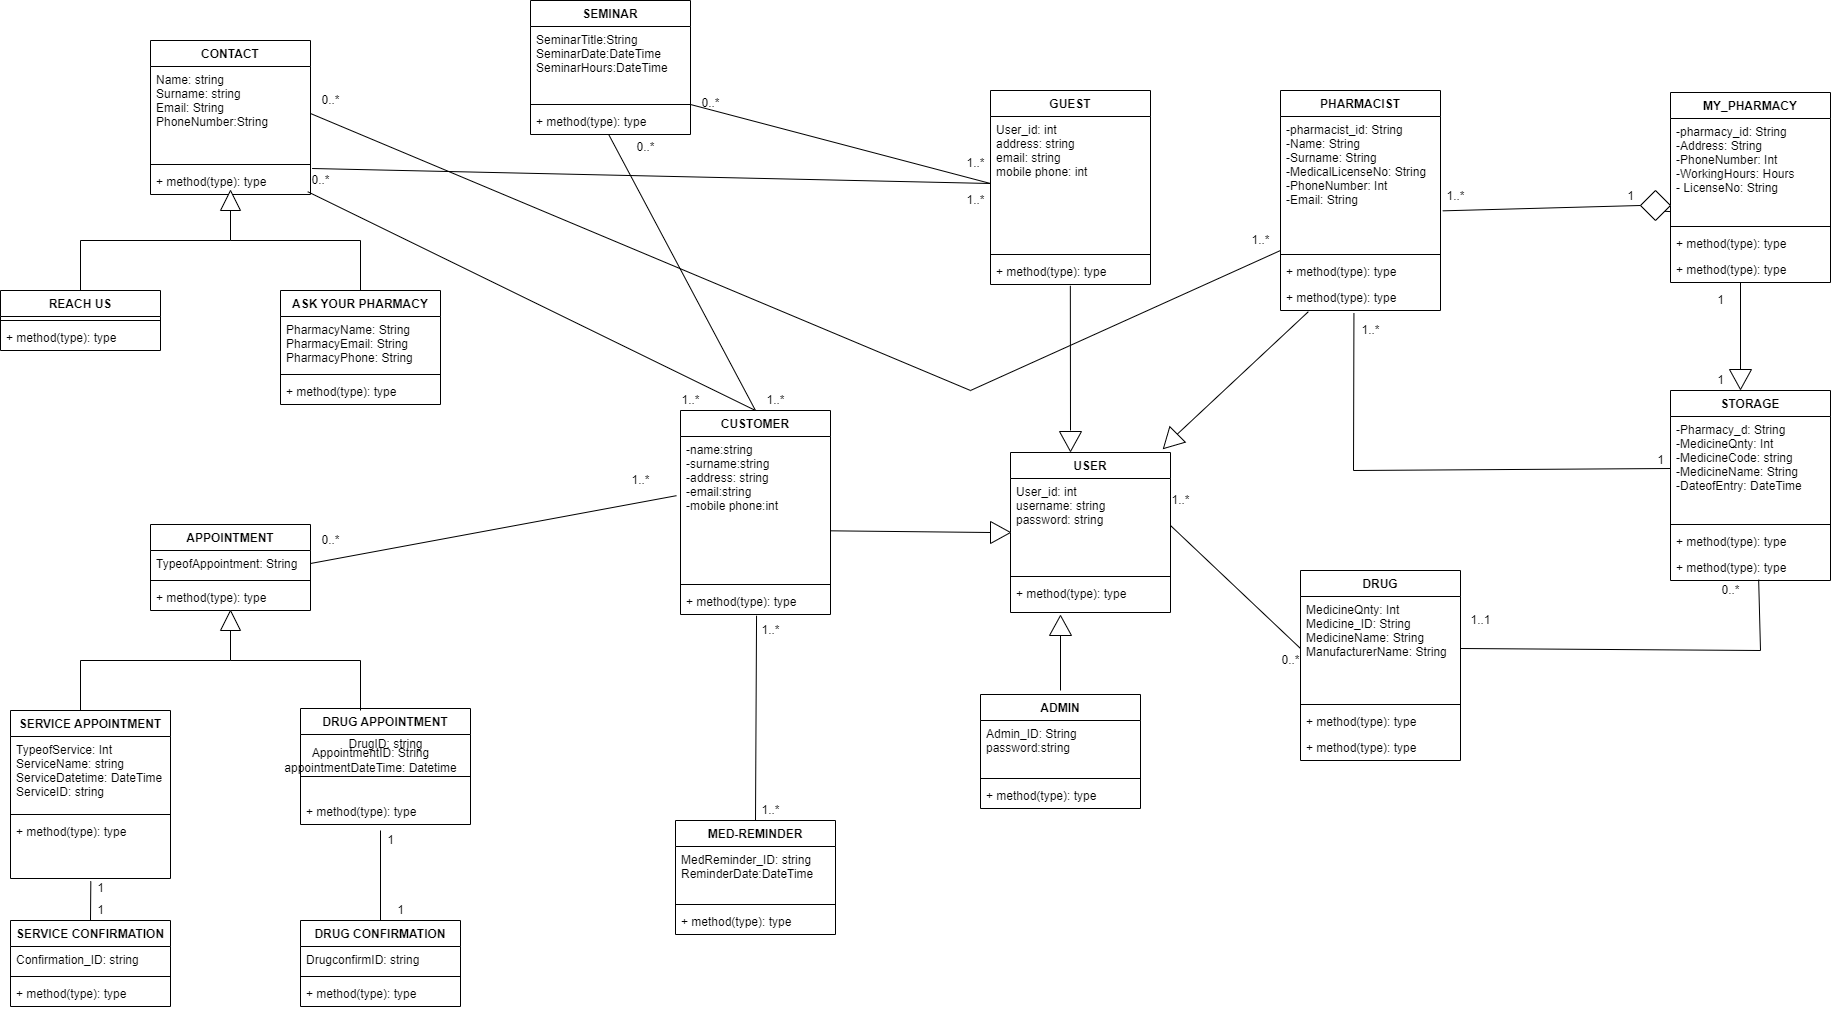 SEMINAR
SeminarTitle:String
SeminarDate:DateTime
SeminarHours:DateTime
+ method(type): type
0..*
0..*
CONTACT
Name: string
Surname: string
Email: String
PhoneNumber:String
+ method(type): type
0..*
0..*
REACH US
+ method(type): type
ASK YOUR PHARMACY
PharmacyName: String
PharmacyEmail: String
PharmacyPhone: String
+ method(type): type
GUEST
User_id: int
address: string
email: string
mobile phone: int
+ method(type): type
1..*
1..*
PHARMACIST
-pharmacist_id: String
-Name: String
-Surname: String
-MedicalLicenseNo: String
-PhoneNumber: Int
-Email: String
+ method(type): type
+ method(type): type
1..*
1..*
1..*
1
MY_PHARMACY
-pharmacy_id: String
-Address: String
-PhoneNumber: Int
-WorkingHours: Hours
- LicenseNo: String
+ method(type): type
+ method(type): type
1
1
STORAGE
-Pharmacy_d: String
-MedicineQnty: Int
-MedicineCode: string
-MedicineName: String
-DateofEntry: DateTime
+ method(type): type
+ method(type): type
1
0..*
1..*
1..*
CUSTOMER
-name:string
-surname:string
-address: string
-email:string
-mobile phone:int
+ method(type): type
1..*
1..*
USER
User_id: int
username: string
password: string
+ method(type): type
1..*
DRUG
MedicineQnty: Int
Medicine_ID: String
MedicineName: String
ManufacturerName: String
+ method(type): type
+ method(type): type
0..*
1..1
APPOINTMENT
TypeofAppointment: String
+ method(type): type
0..*
SERVICE APPOINTMENT
TypeofService: Int
ServiceName: string
ServiceDatetime: DateTime
ServiceID: string
+ method(type): type
1
1
SERVICE CONFIRMATION
Confirmation_ID: string
+ method(type): type
DRUG APPOINTMENT
DrugID: string
AppointmentID: String
appointmentDateTime: Datetime
+ method(type): type
1
1
DRUG CONFIRMATION
DrugconfirmID: string
+ method(type): type
1..*
MED-REMINDER
MedReminder_ID: string
ReminderDate:DateTime
+ method(type): type
ADMIN
Admin_ID: String
password:string
+ method(type): type